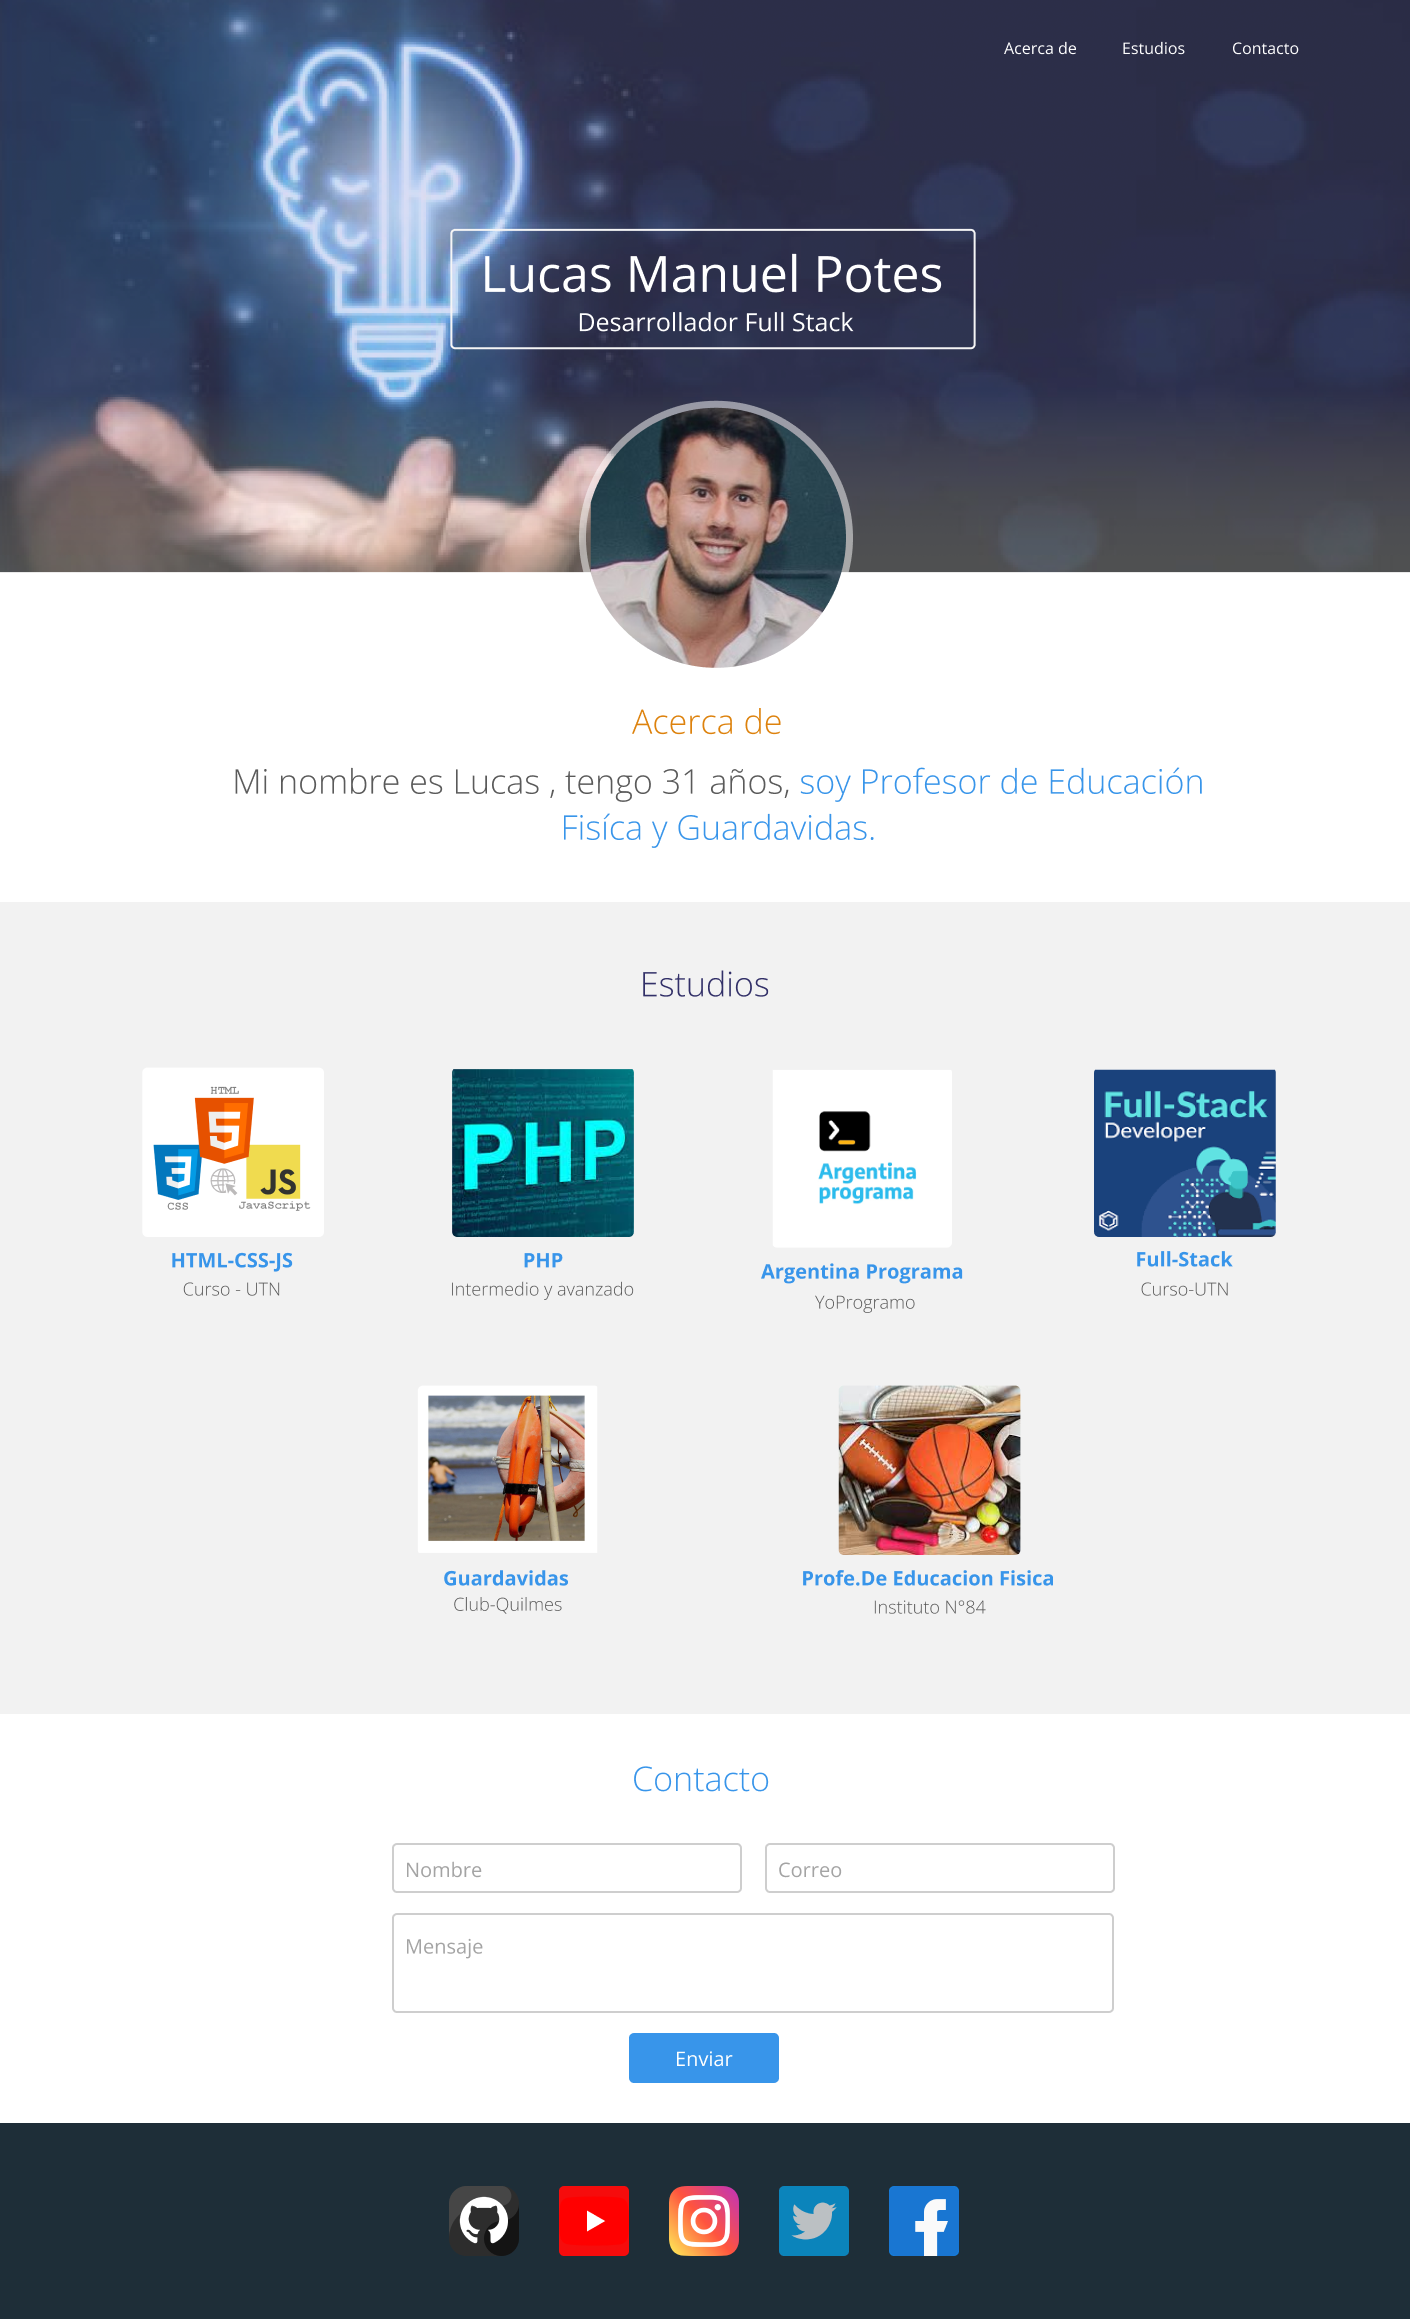 Acerca de Estudios Contacto
Lucas Manuel Potes
Desarrollador Full Stack
Acerca de
Mi nombre es Lucas , tengo 31 años, soy Profesor de Educación
Fisíca y Guardavidas.
Estudios
HTML
5
3
JS
CSS
JavaScript
HTML-CSS-JS
Curso - UTN
PHP
PHP
Intermedio y avanzado
Argentina
programa
Argentina Programa
YoProgramo
Full-Stack
Developer
Full-Stack
Curso-UTN
Guardavidas
Club-Quilmes
Profe.De Educacion Fisica
Instituto N°84
Contacto
Nombre
Correo
Mensaje
Enviar